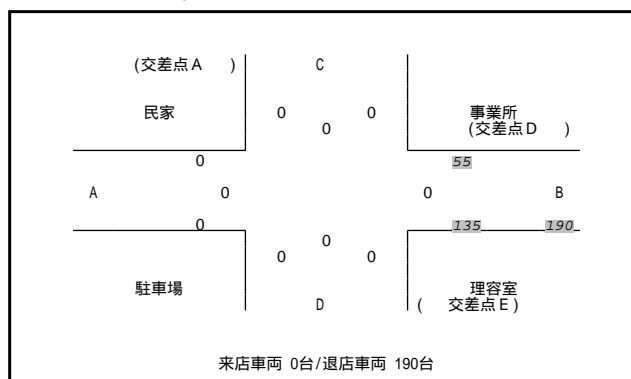 (交差点A ) C
民家 0 0 事業所
0 (交差点D )
0 55
A 0 0 B
0 135 190
0
0 0
駐車場 理容室
D ( 交差点E)
来店車両 0台/退店車両 190台